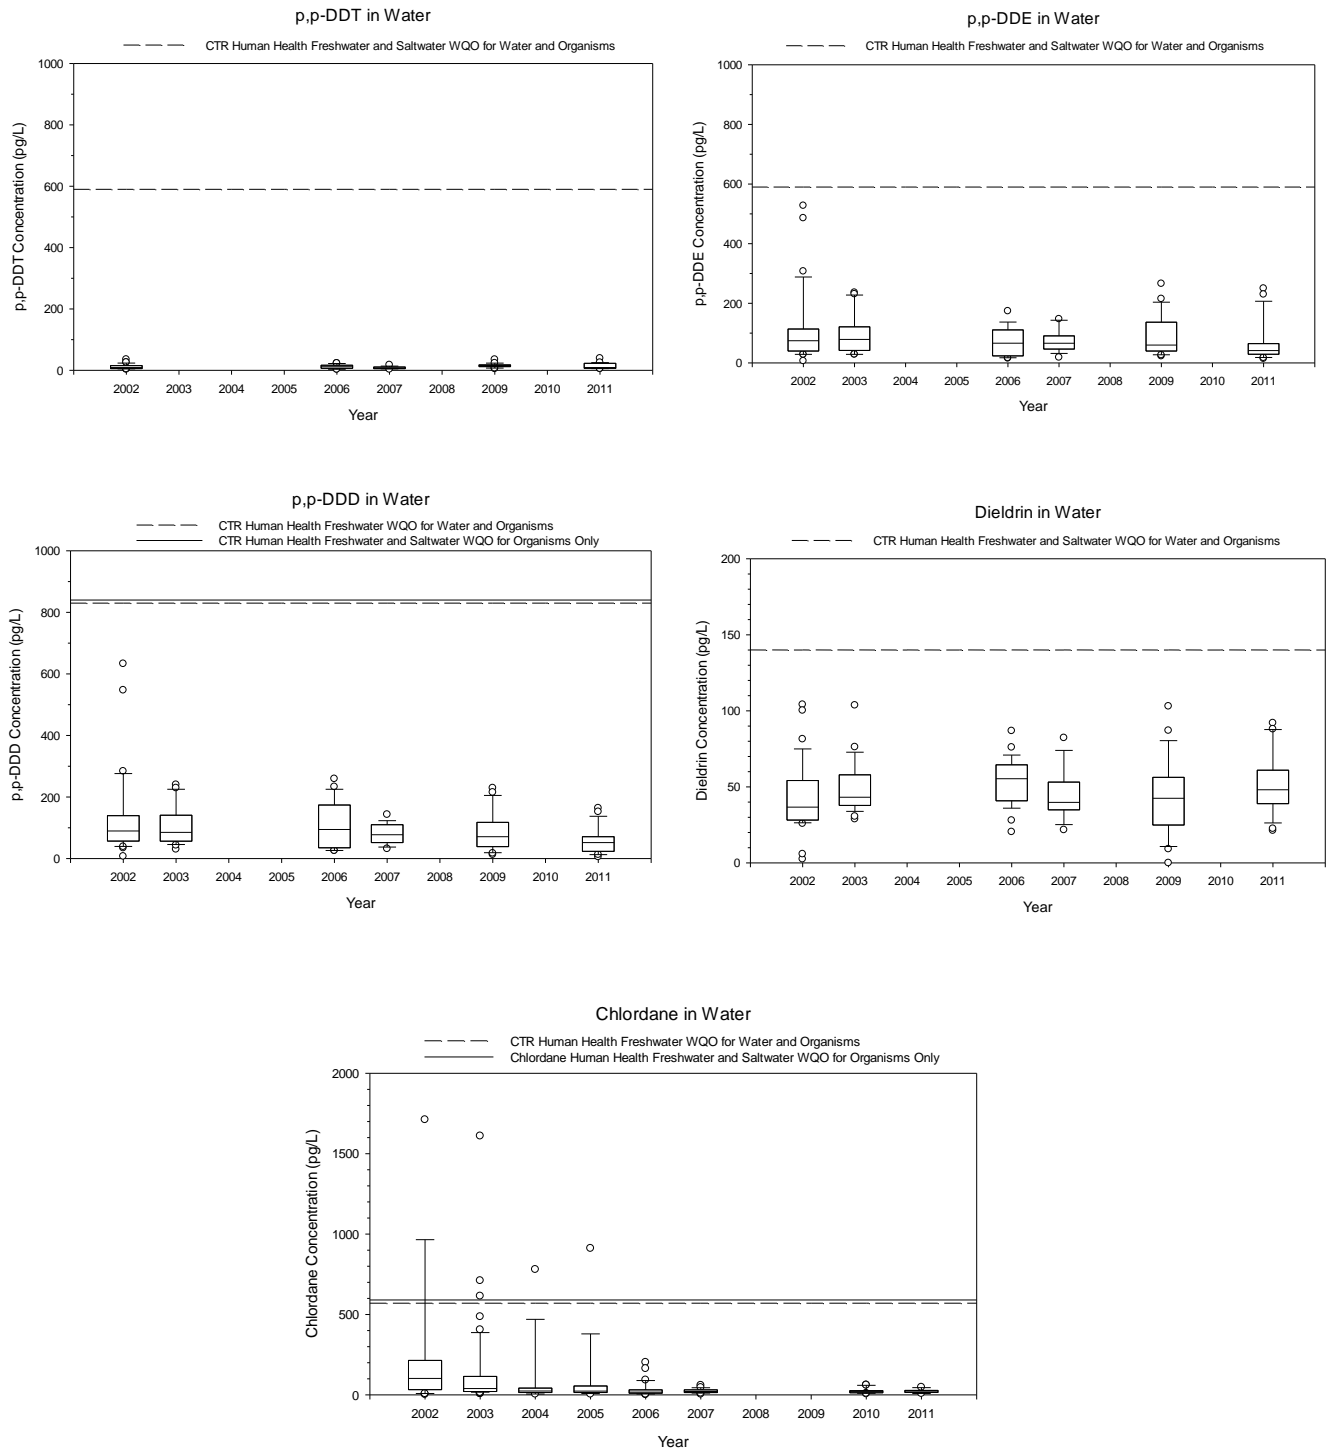 p,p-DDT in Water
CTR Human Health Freshwater and Saltwater WQO for Water and Organisms
p,p-DDT Concentration (pg/L)
1000
800
600
400
200
0
2002 2003 2004 2005 2006 2007 2008 2009 2010 2011
Year
p,p-DDE in Water
CTR Human Health Freshwater and Saltwater WQO for Water and Organisms
p,p-DDE Concentration (pg/L)
1000
800
600
400
200
0
2002 2003 2004 2005 2006 2007 2008 2009 2010 2011
Year
p,p-DDD in Water
CTR Human Health Freshwater WQO for Water and Organisms
CTR Human Health Freshwater and Saltwater WQO for Organisms Only
p,p-DDD Concentration (pg/L)
1000
800
600
400
200
0
2002 2003 2004 2005 2006 2007 2008 2009 2010 2011
Year
Dieldrin in Water
CTR Human Health Freshwater and Saltwater WQO for Water and Organisms
Dieldrin Concentration (pg/L)
200
150
100
50
0
2002 2003 2004 2005 2006 2007 2008 2009 2010 2011
Year
Chlordane in Water
CTR Human Health Freshwater WQO for Water and Organisms
Chlordane Human Health Freshwater and Saltwater WQO for Organisms Only
Chlordane Concentration (pg/L)
2000
1500
1000
500
0
2002 2003 2004 2005 2006 2007 2008 2009 2010 2011
Year